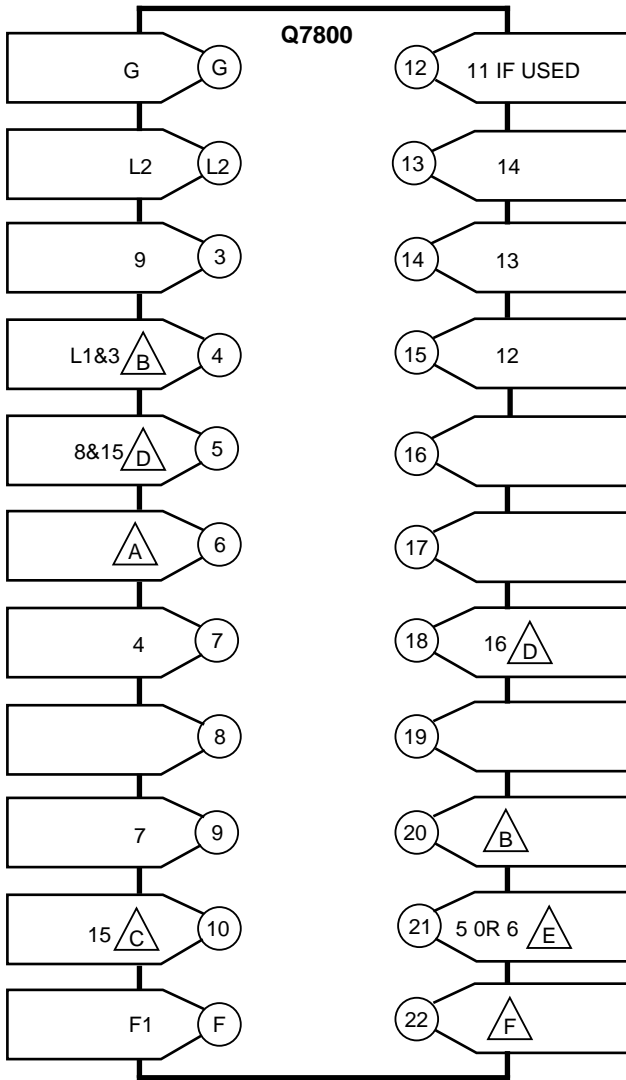 Q7800
G G 12 11 IF USED
L2 L2 13 14
9 3 14 13
L1&3 B 4 15 12
8&15 D 5 16
A 6 17
4 7 18 16 D
8 19
7 9 20 B
15 C 10 21 5 0R 6 E
F1 F 22 F